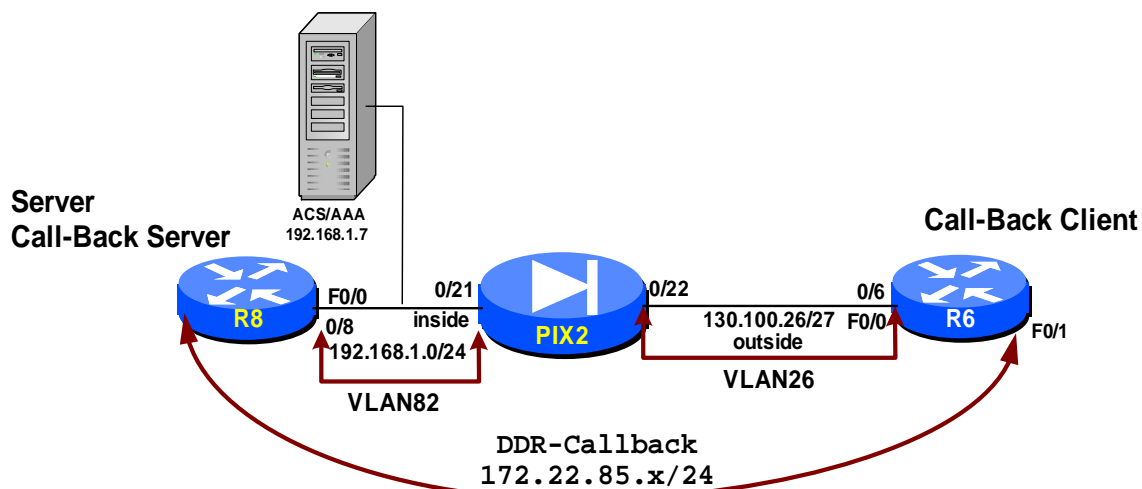 ACS/AAA
192.168.1.7
Server
Call-Back Server
Call-Back Client
R8
F0/0
0/8
0/21
inside
192.168.1.0/24
VLAN82
PIX2
0/22
130.100.26/27
outside
VLAN26
0/6
F0/0
R6
F0/1
DDR-Callback
172.22.85.x/24